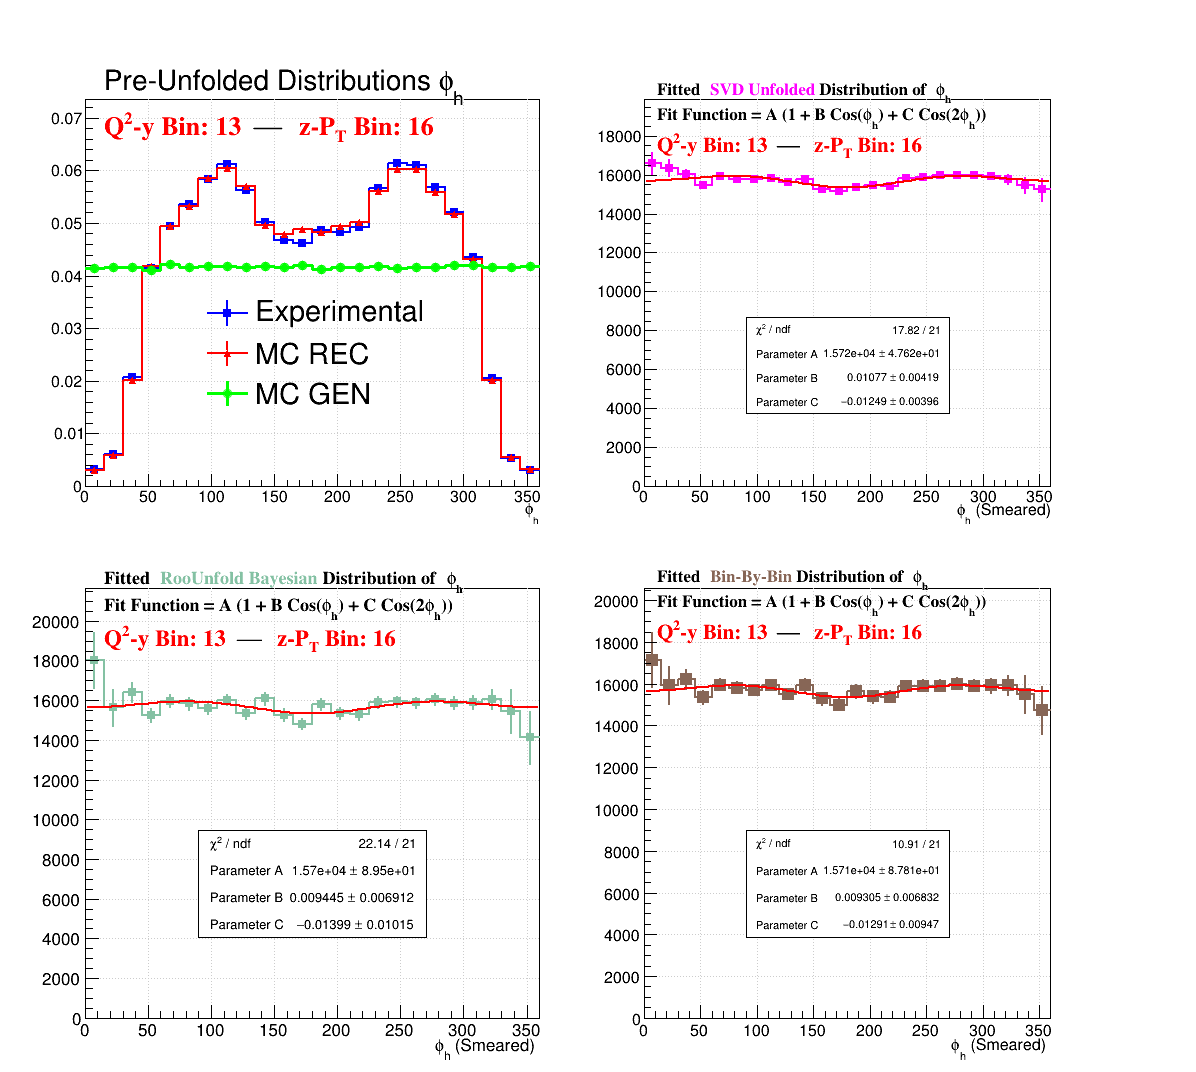 Pre-Unfolded Distributions ϕh
Q²-y Bin: 13 — z-PT Bin: 16
0.07
0.06
0.05
0.04
0.03
0.02
0.01
0
Experimental
MC REC
MC GEN
0 50 100 150 200 250 300
ϕh
Fitted SVD Unfolded Distribution of ϕh
Fit Function = A (1 + B Cos(ϕh) + C Cos(2ϕh))
Q²-y Bin: 13 — z-PT Bin: 16
18000
16000
14000
12000
10000
8000
6000
4000
2000
0
χ² / ndf 17.82 / 21
Parameter A 1.572e+04 ± 4.762e+01
Parameter B 0.01077 ± 0.00419
Parameter C −0.01249 ± 0.00396
0 50 100 150 200 250 300 350
ϕh (Smeared)
Fitted RooUnfold Bayesian Distribution of ϕh
Fit Function = A (1 + B Cos(ϕh) + C Cos(2ϕh))
Q²-y Bin: 13 — z-PT Bin: 16
20000
18000
16000
14000
12000
10000
8000
6000
4000
2000
0
χ² / ndf 22.14 / 21
Parameter A 1.57e+04 ± 8.95e+01
Parameter B 0.009445 ± 0.006912
Parameter C −0.01399 ± 0.01015
0 50 100 150 200 250 300 350
ϕh (Smeared)
Fitted Bin-By-Bin Distribution of ϕh
Fit Function = A (1 + B Cos(ϕh) + C Cos(2ϕh))
Q²-y Bin: 13 — z-PT Bin: 16
20000
18000
16000
14000
12000
10000
8000
6000
4000
2000
0
χ² / ndf 10.91 / 21
Parameter A 1.571e+04 ± 8.781e+01
Parameter B 0.009305 ± 0.006832
Parameter C −0.01291 ± 0.00947
0 50 100 150 200 250 300 350
ϕh (Smeared)